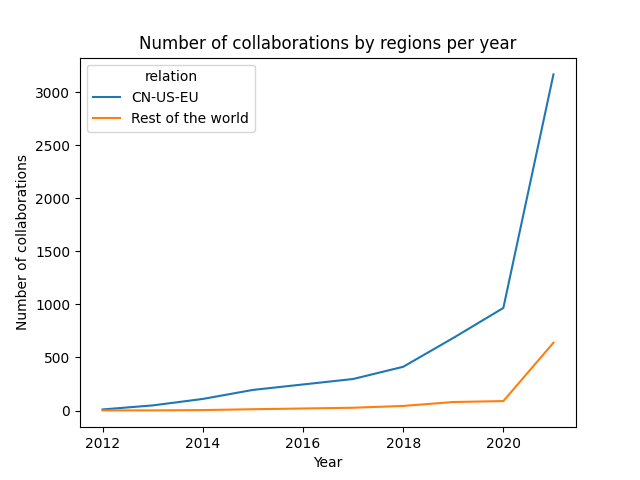 Number of collaborations by regions per year
relation
CN-US-EU
Rest of the world
Number of collaborations
3000
2500
2000
1500
1000
500
0
2012 2014 2016 2018 2020
Year